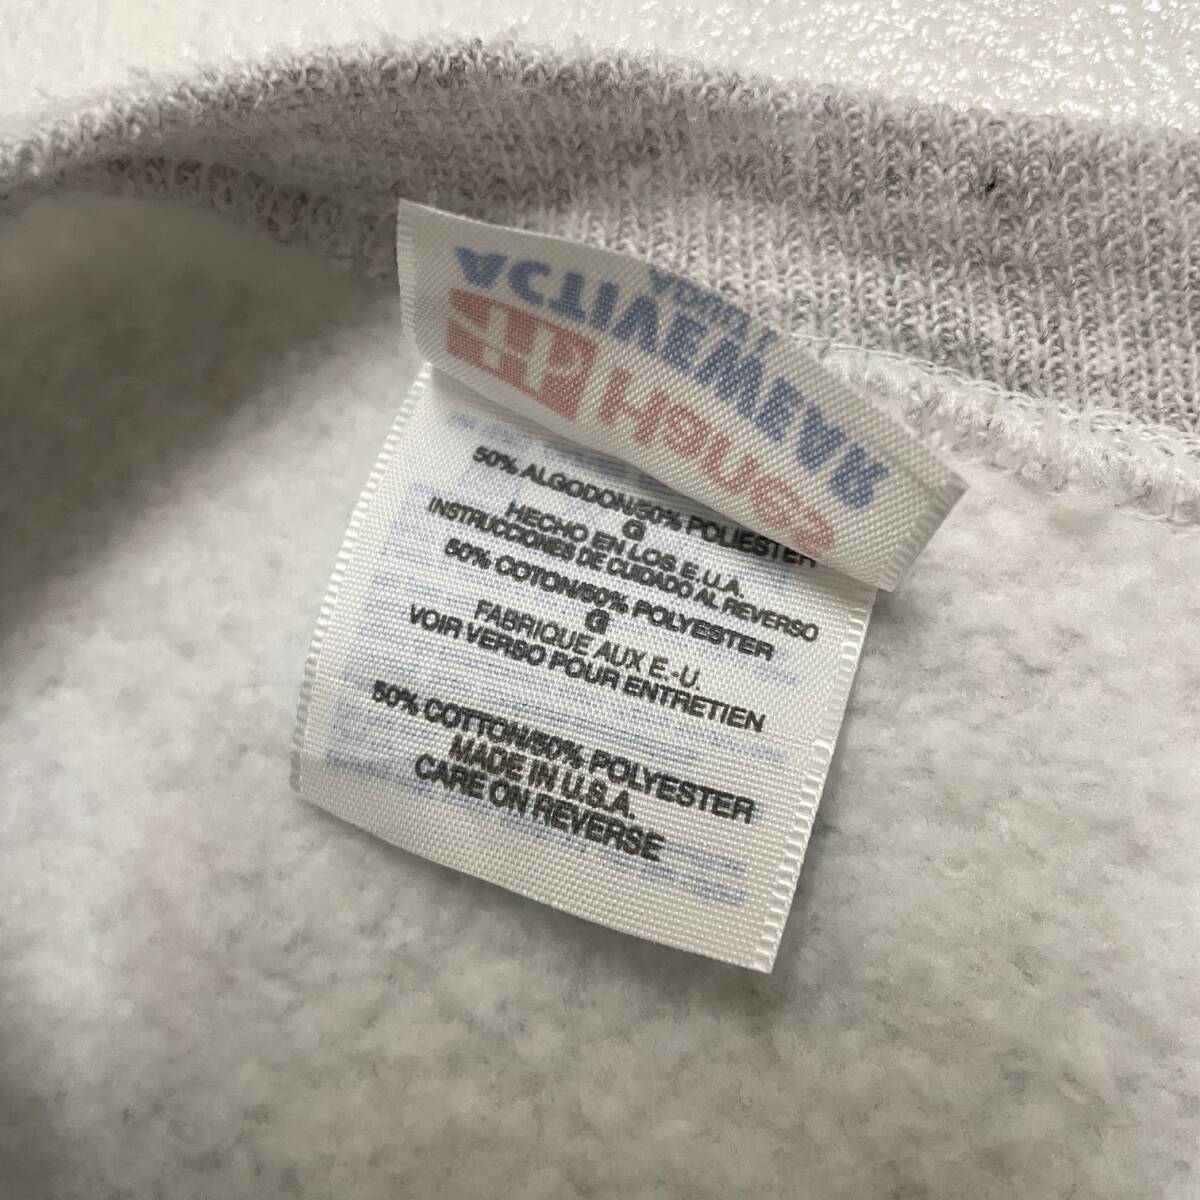 ACTIVEWEAR
50% ALGODON/50% POLIESTER
G
HECHO EN LOS E.U.A.
INSTRUCCIONES DE CUIDADO AL REVERSO
50% COTON/50% POLYESTER
G
FABRIQUE AUX E.-U.
VOIR VERSO POUR ENTRETIEN
50% COTTON/50% POLYESTER
MADE IN U.S.A.
CARE ON REVERSE